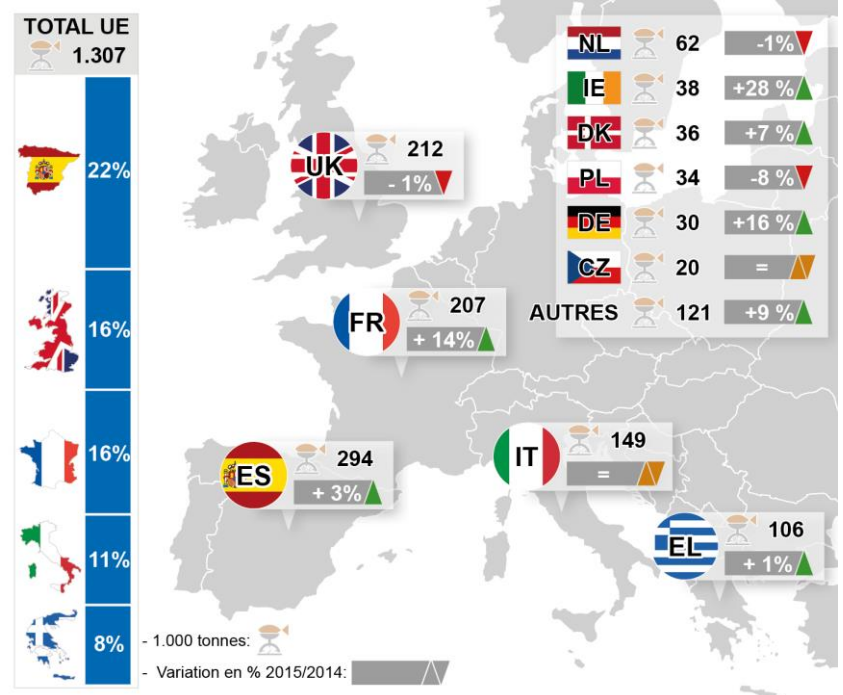 TOTAL UE
1.307
22%
16%
16%
11%
8%
NL 62 -1%
IE 38 +28 %
DK 36 +7 %
PL 34 -8 %
DE 30 +16 %
CZ 20 =
AUTRES 121 +9 %
UK 212
- 1%
FR 207
+ 14%
ES 294
+ 3%
IT 149
=
EL 106
+ 1%
- 1.000 tonnes:
- Variation en % 2015/2014: